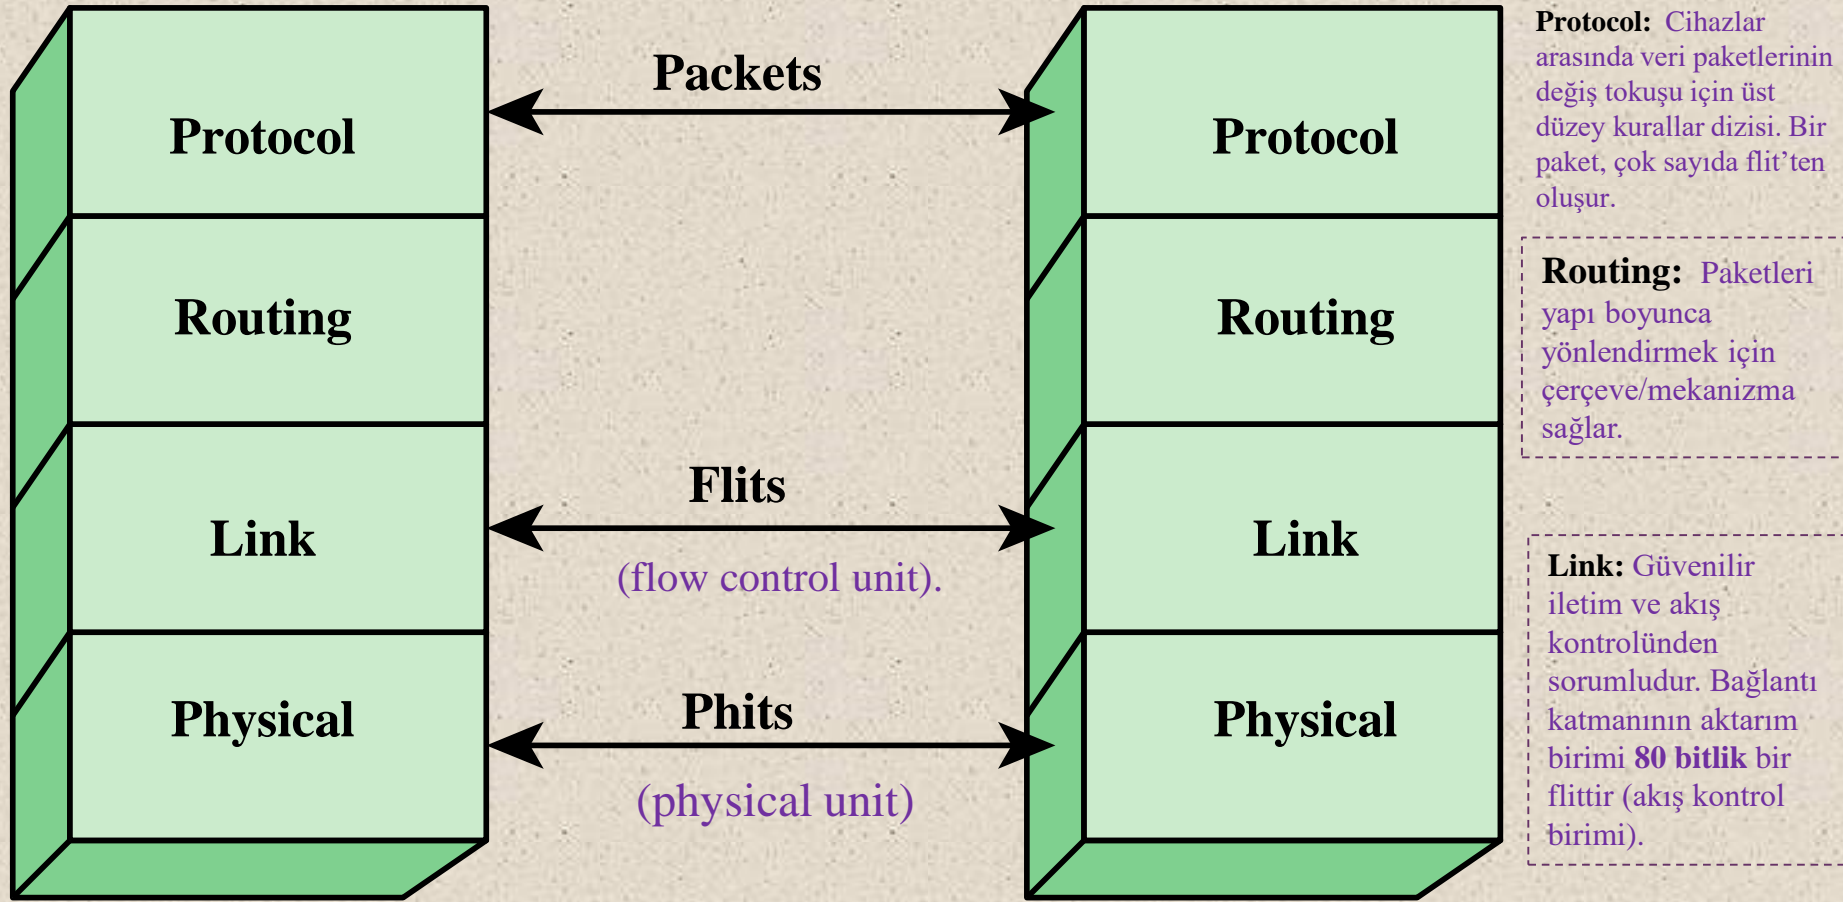 Protocol
Routing
Link
Physical
Packets
Flits
(flow control unit).
Phits
(physical unit)
Protocol
Routing
Link
Physical
Protocol: Cihazlar
arasında veri paketlerinin
değiş tokuşu için üst
düzey kurallar dizisi. Bir
paket, çok sayıda flit’ten
oluşur.
Routing: Paketleri
yapı boyunca
yönlendirmek için
çerçeve/mekanizma
sağlar.
Link: Güvenilir
iletim ve akış
kontrolünden
sorumludur. Bağlantı
katmanının aktarım
birimi 80 bitlik bir
flittir (akış kontrol
birimi).